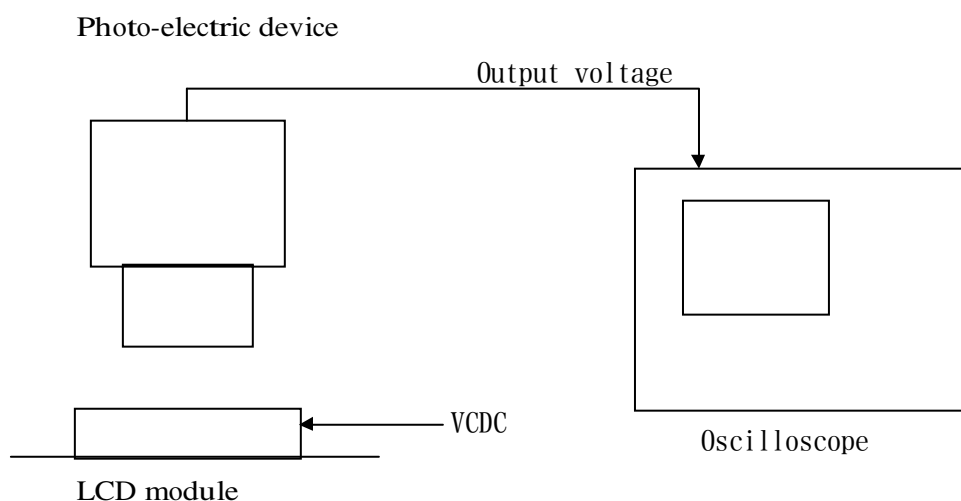 Photo-electric device
Output voltage
VCDC
Oscilloscope
LCD module